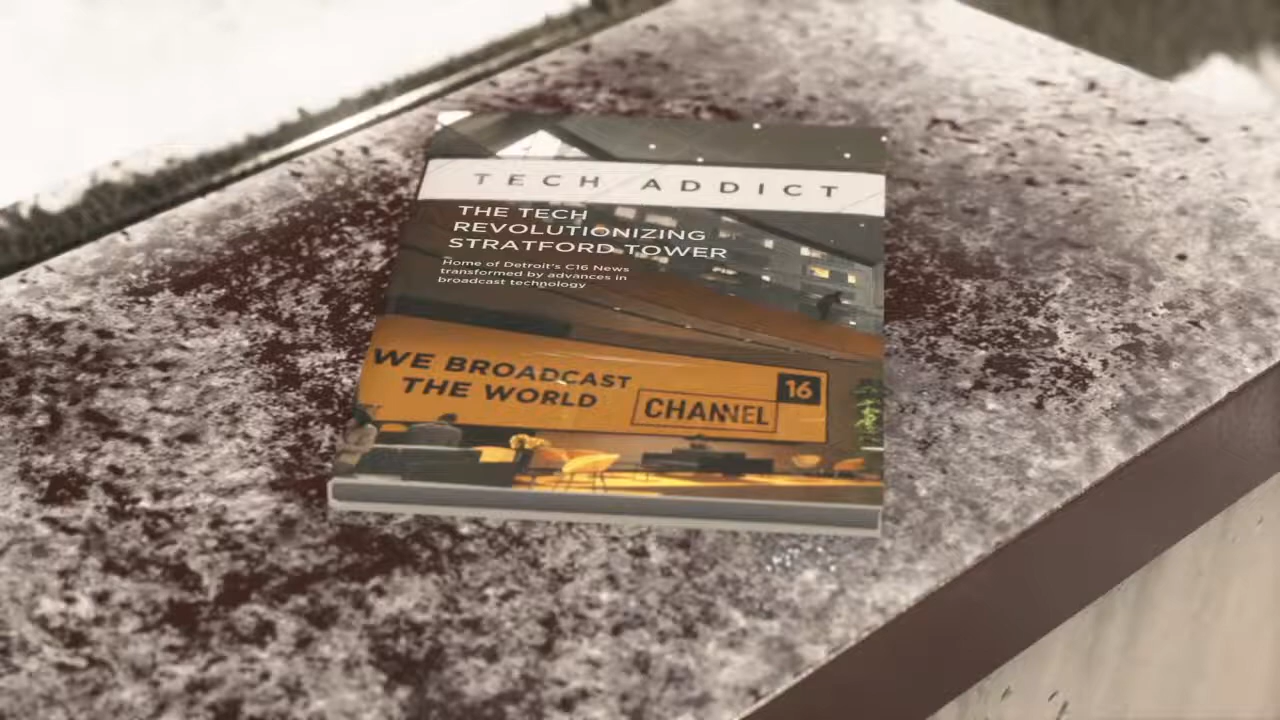 TECH ADDICT
THE TECH
REVOLUTIONIZING
STRATFORD TOWER
Home of Detroit's C16 News
transformed by advances in
broadcast technology
WE BROADCAST
THE WORLD
CHANNEL
16